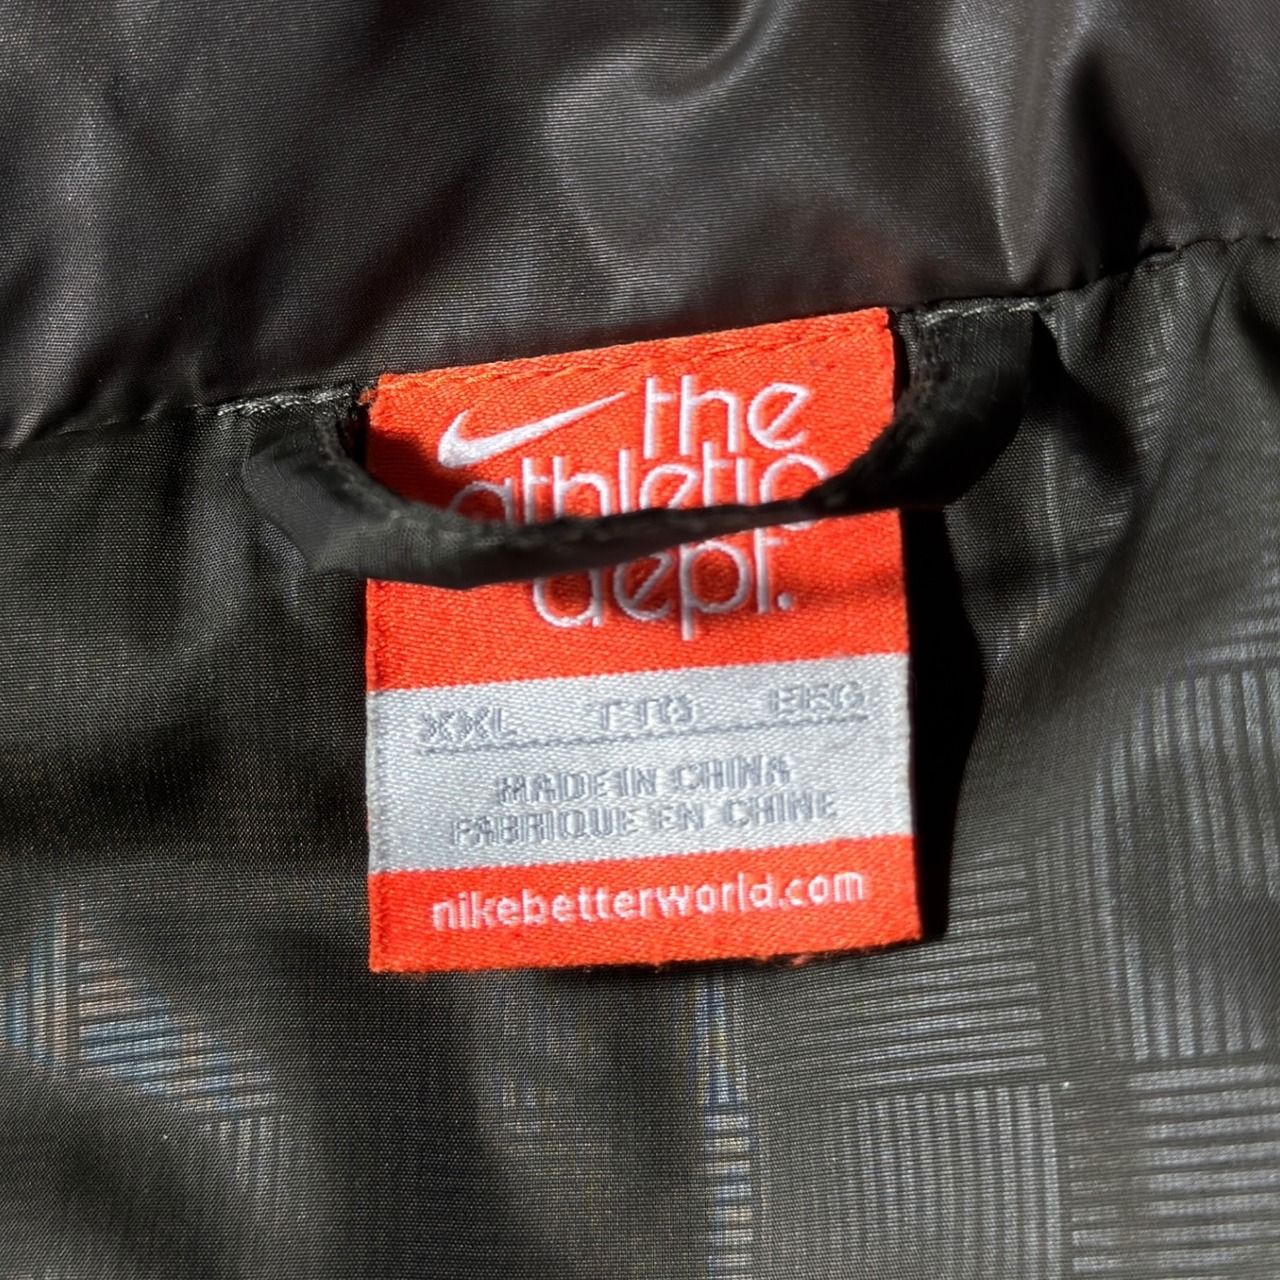 the
athletic
dept.
XXL TTG EEG
MADE IN CHINA
FABRIQUE EN CHINE
nikebetterworld.com